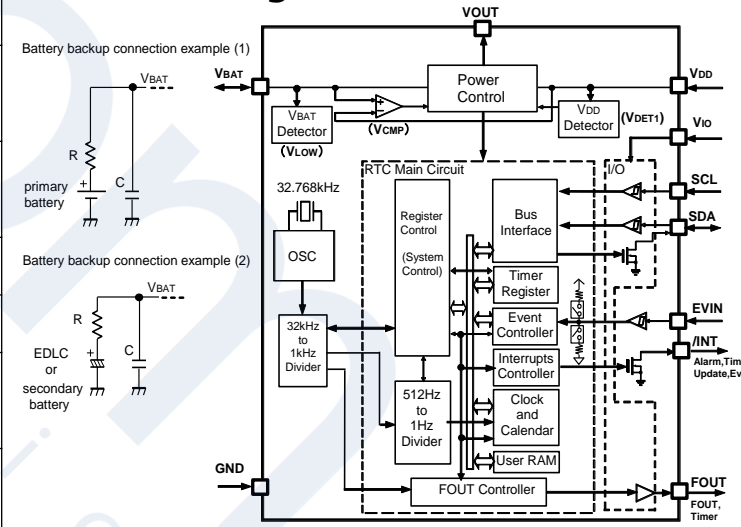 VOUT
Battery backup connection example (1)
VBAT
R
+
primary
battery
C
Battery backup connection example (2)
VBAT
R
+
EDLC
or
secondary
battery
C
VBAT
Power
Control
VDD
VBAT
Detector
(VLOW)
+
−
(VCMP)
VDD
Detector
(VDET1)
VIO
RTC Main Circuit
I/O
32.768kHz
OSC
Register
Control
(System
Control)
Bus
Interface
SCL
SDA
Timer
Register
Event
Controller
EVIN
32kHz
to
1kHz
Divider
Interrupts
Controller
/INT
Alarm,Tim
Update,Ev
512Hz
to
1Hz
Divider
Clock
and
Calendar
User RAM
GND
FOUT Controller
FOUT
FOUT,
Timer